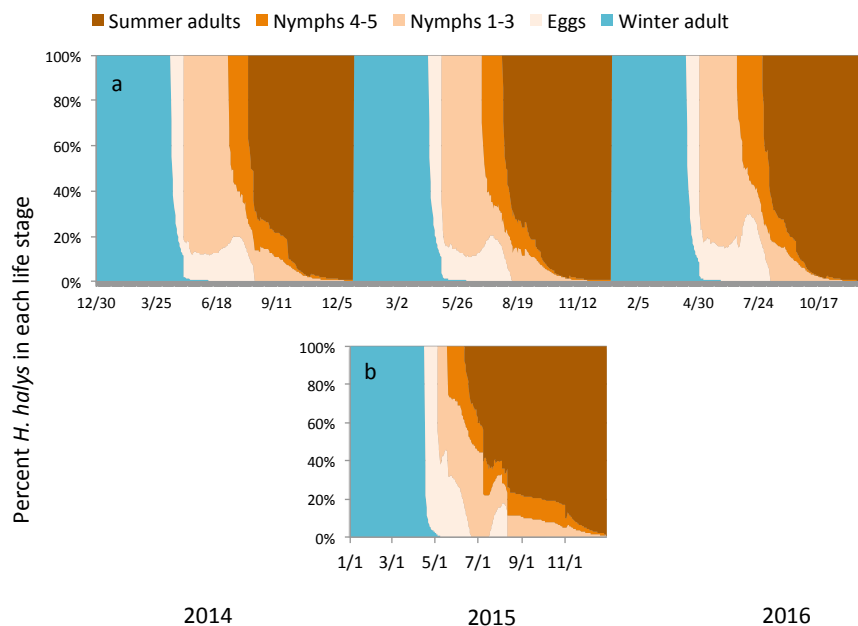 Summer adults Nymphs 4-5 Nymphs 1-3 Eggs Winter adult
Percent H. halys in each life stage
100%
80%
60%
40%
20%
0%
a
12/30 3/25 6/18 9/11 12/5 3/2 5/26 8/19 11/12 2/5 4/30 7/24 10/17
100%
80%
60%
40%
20%
0%
b
1/1 3/1 5/1 7/1 9/1 11/1
2014 2015 2016